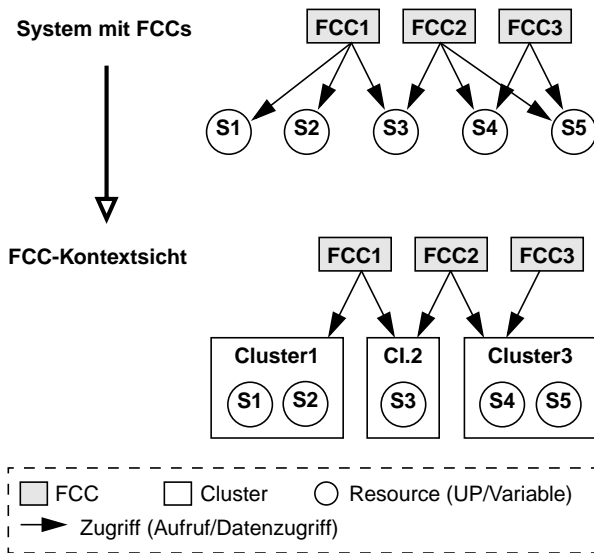 System mit FCCs
FCC1 FCC2 FCC3
S1 S2 S3 S4 S5
FCC-Kontextsicht
FCC1 FCC2 FCC3
Cluster1 Cl.2 Cluster3
S1 S2 S3 S4 S5
FCC Cluster Resource (UP/Variable)
Zugriff (Aufruf/Datenzugriff)